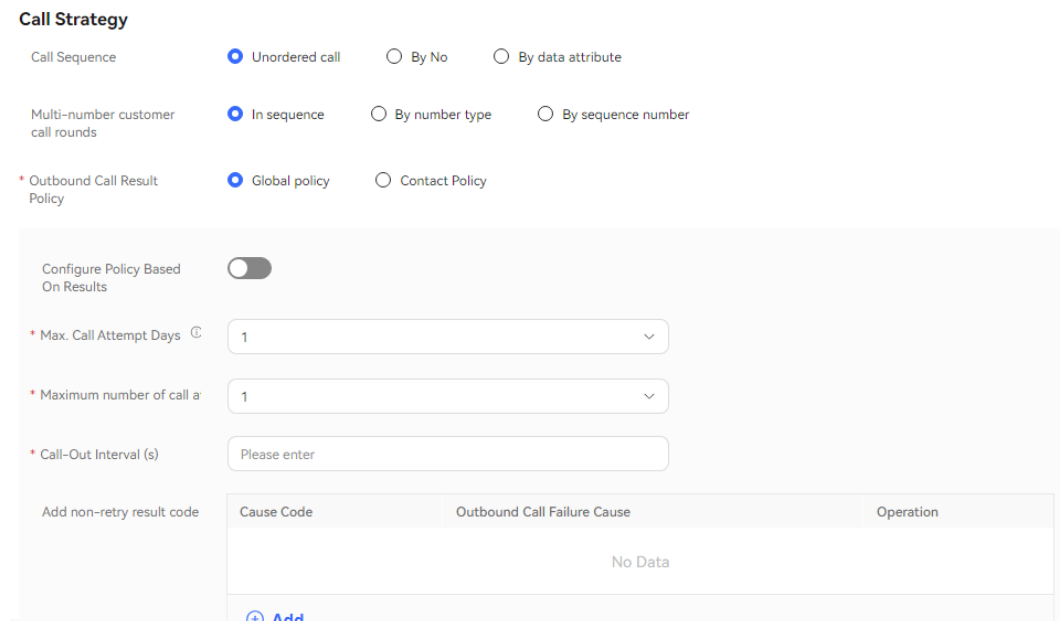 Call Strategy
Call Sequence
Unordered call
By No
By data attribute
Multi-number customer
call rounds
In sequence
By number type
By sequence number
* Outbound Call Result
Policy
Global policy
Contact Policy
Configure Policy Based
On Results
* Max. Call Attempt Days
1
* Maximum number of call a
1
* Call-Out Interval (s)
Please enter
Add non-retry result code
Cause Code
Outbound Call Failure Cause
Operation
No Data
Add